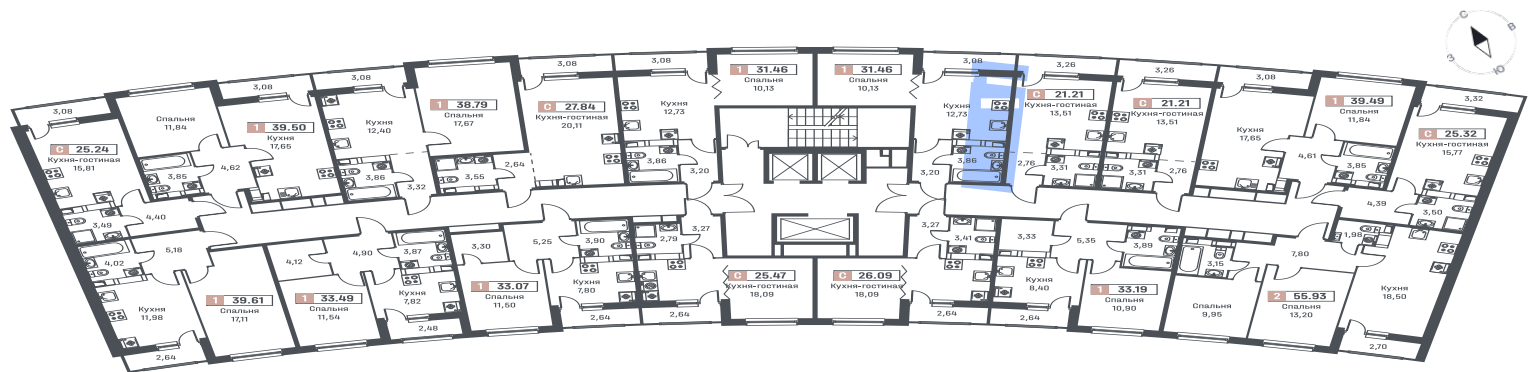 С
В
Ю
З
3,08
3,08
3,08
3,08
3,08
3,08
3,26
3,26
3,08
3,32
С 25.24
Кухня-гостиная
15,81
Спальня
11,84
1 39.50
Кухня
17,65
Кухня
12,40
1 38.79
Спальня
17,67
С 27.84
Кухня-гостиная
20,11
Кухня
12,73
1 31.46
Спальня
10,13
1 31.46
Спальня
10,13
Кухня
12,73
С 21.21
Кухня-гостиная
13,51
С 21.21
Кухня-гостиная
13,51
Кухня
17,65
1 39.49
Спальня
11,84
С 25.32
Кухня-гостиная
15,77
3,49
4,40
3,85
4,62
3,86
3,32
3,55
2,64
3,86
3,20
3,20
3,86
2,76
3,31
3,31
2,76
4,61
3,85
4,39
3,50
4,02
5,18
4,12
4,90
3,87
3,30
5,25
3,90
2,79
3,27
3,27
3,41
3,33
5,35
3,89
3,15
7,80
1,96
Кухня
11,98
1 39.61
Спальня
17,11
1 33.49
Спальня
11,54
Кухня
7,82
1 33.07
Спальня
11,50
Кухня
7,80
С 25.47
Кухня-гостиная
18,09
С 26.09
Кухня-гостиная
18,09
Кухня
8,40
1 33.19
Спальня
10,90
Спальня
9,95
2 55.93
Спальня
13,20
Кухня
18,50
2,64
2,48
2,64
2,64
2,64
2,64
2,70